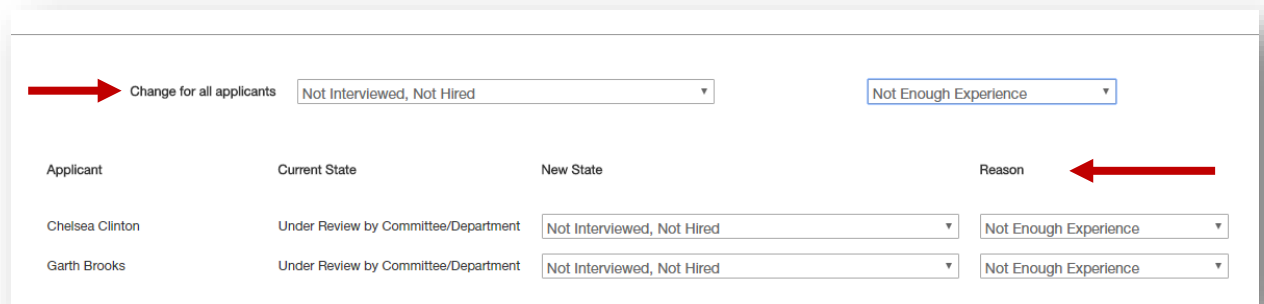 Change for all applicants Not Interviewed, Not Hired Not Enough Experience
Applicant Current State New State Reason
Chelsea Clinton Under Review by Committee/Department Not Interviewed, Not Hired Not Enough Experience
Garth Brooks Under Review by Committee/Department Not Interviewed, Not Hired Not Enough Experience